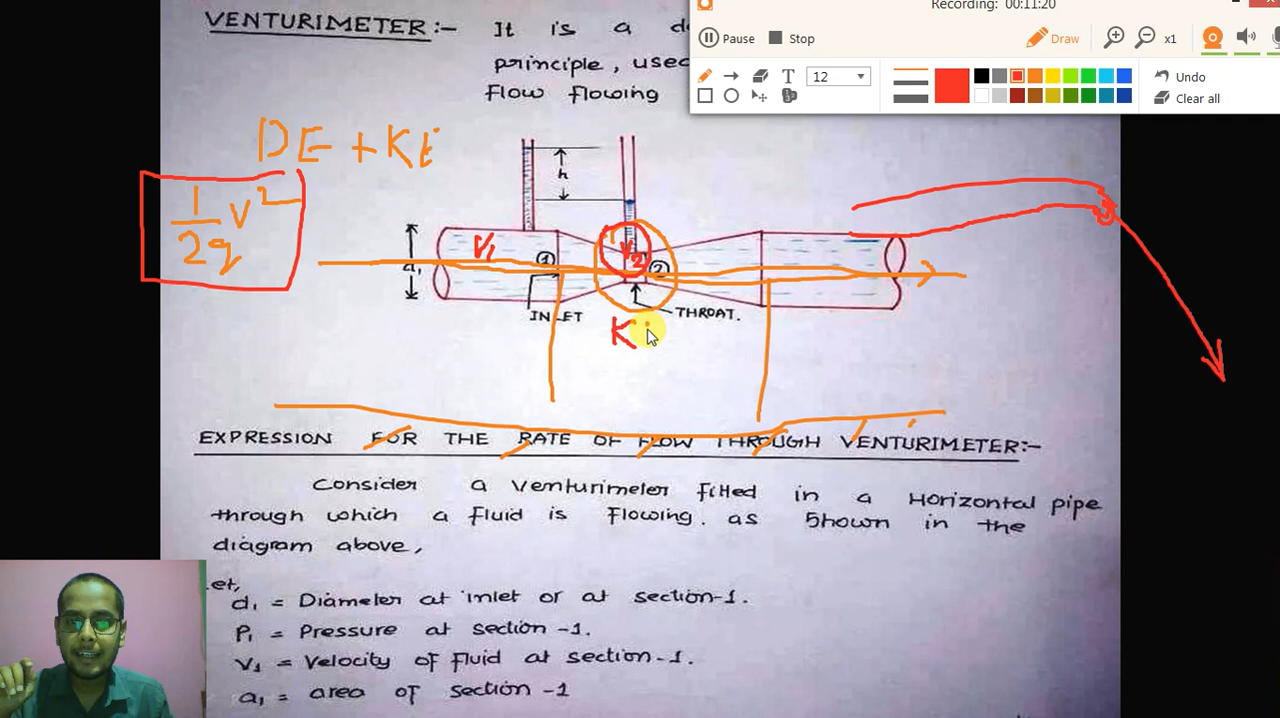 Recording: 00:11:20
Pause Stop Draw x1
T 12 Undo
Clear all
VENTURIMETER:- It is a
principle, used
Flow flowing
PE + KE
1/2g v²
h
a1 V1 1 V2 2
INLET THROAT.
K
EXPRESSION FOR THE RATE OF FLOW THROUGH VENTURIMETER:-
Consider a venturimeter fitted in a Horizontal pipe
through which a fluid is flowing. as shown in the
diagram above,
et,
d1 = Diameter at inlet or at section-1.
P1 = Pressure at section -1.
V1 = Velocity of fluid at section-1.
a1 = area of section -1